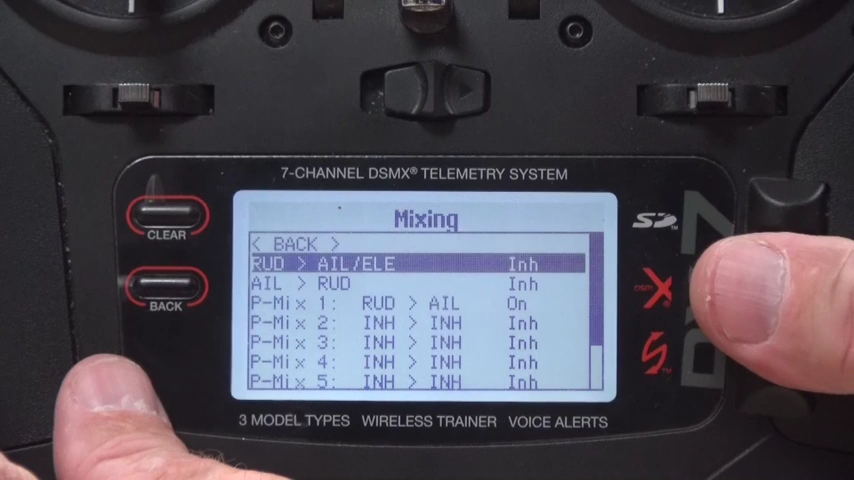 7-CHANNEL DSMX® TELEMETRY SYSTEM
CLEAR
BACK
Mixing
< BACK >
RUD > AIL/ELE Inh
AIL > RUD Inh
P-Mix 1: RUD > AIL On
P-Mix 2: INH > INH Inh
P-Mix 3: INH > INH Inh
P-Mix 4: INH > INH Inh
P-Mix 5: INH > INH Inh
SD™
DSM X
3 MODEL TYPES WIRELESS TRAINER VOICE ALERTS